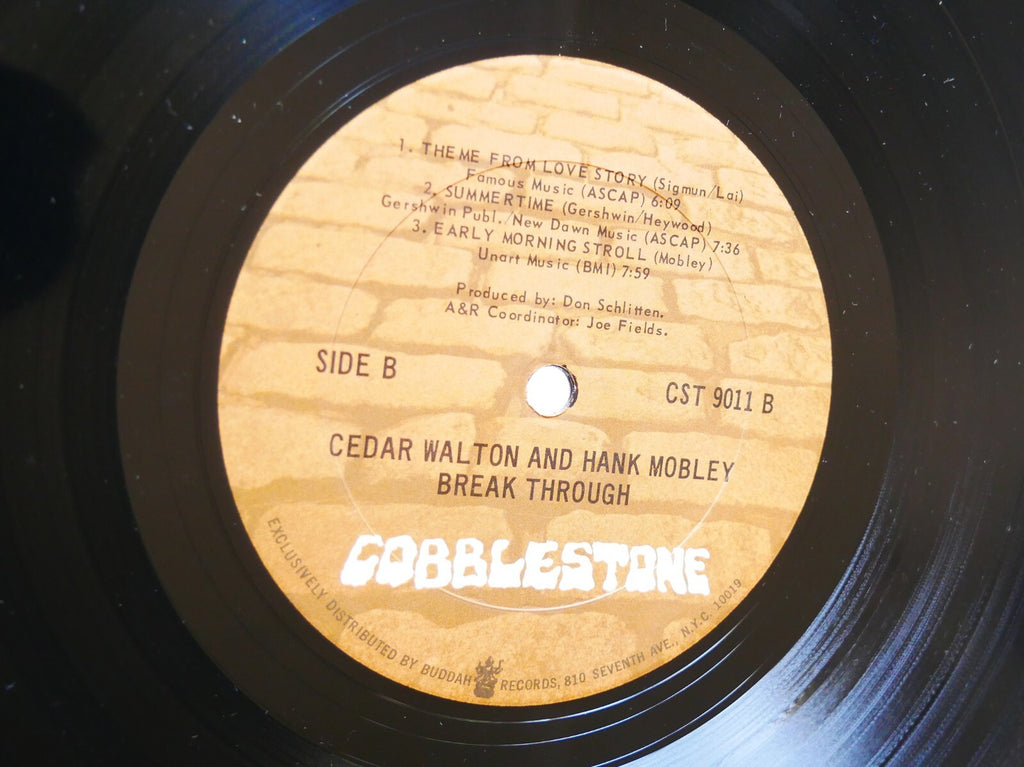 1. THEME FROM LOVE STORY (Sigmun/Lai)
Famous Music (ASCAP) 6:09
2. SUMMERTIME (Gershwin/Heywood)
Gershwin Publ./New Dawn Music (ASCAP) 7:36
3. EARLY MORNING STROLL (Mobley)
Unart Music (BMI) 7:59
Produced by: Don Schlitten.
A&R Coordinator: Joe Fields.
SIDE B
CST 9011 B
CEDAR WALTON AND HANK MOBLEY
BREAK THROUGH
COBBLESTONE
EXCLUSIVELY DISTRIBUTED BY BUDDAH RECORDS, 810 SEVENTH AVE., N.Y.C. 10019